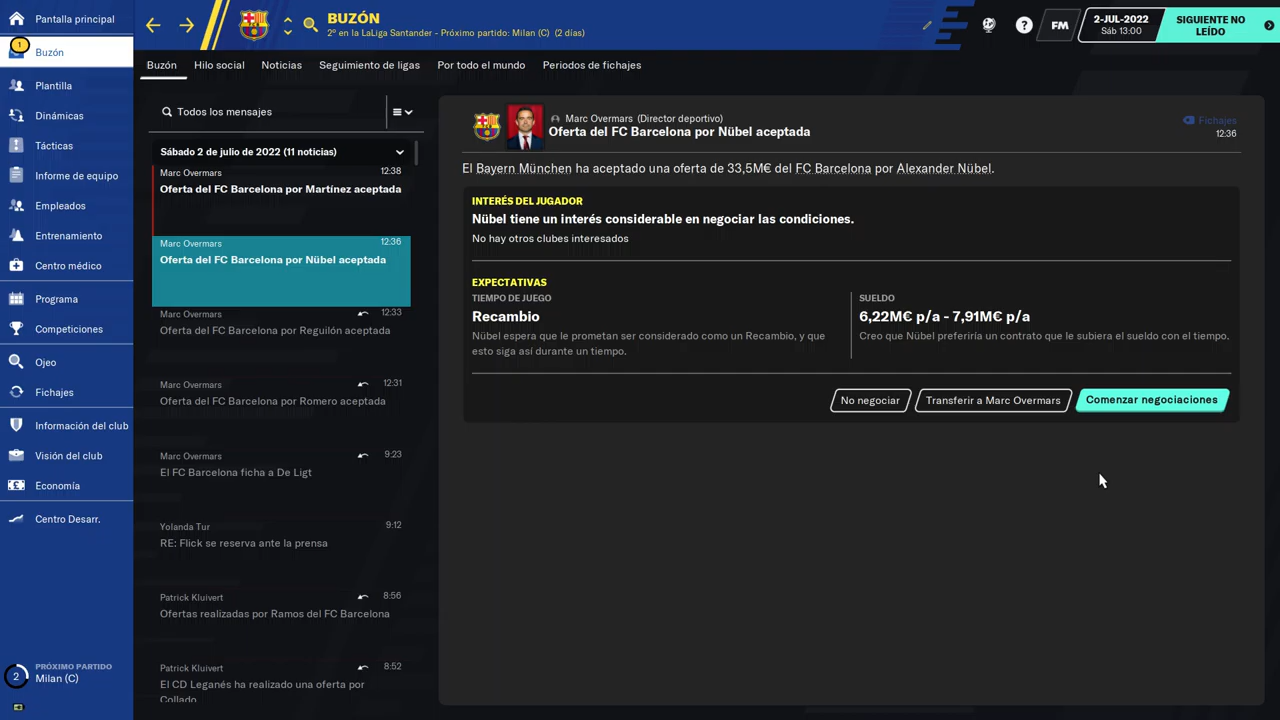 Pantalla principal
1
Buzón
Plantilla
Dinámicas
Tácticas
Informe de equipo
Empleados
Entrenamiento
Centro médico
Programa
Competiciones
Ojeo
Fichajes
Información del club
Visión del club
Economía
Centro Desarr.
2
PRÓXIMO PARTIDO
Milan (C)
BUZÓN
2º en la LaLiga Santander - Próximo partido: Milan (C) (2 días)
?
FM
2-JUL-2022
Sáb 13:00
SIGUIENTE NO
LEÍDO
Buzón Hilo social Noticias Seguimiento de ligas Por todo el mundo Periodos de fichajes
Todos los mensajes
Sábado 2 de julio de 2022 (11 noticias)
Marc Overmars 12:38
Oferta del FC Barcelona por Martínez aceptada
Marc Overmars 12:36
Oferta del FC Barcelona por Nübel aceptada
Marc Overmars 12:33
Oferta del FC Barcelona por Reguilón aceptada
Marc Overmars 12:31
Oferta del FC Barcelona por Romero aceptada
Marc Overmars 9:23
El FC Barcelona ficha a De Ligt
Yolanda Tur 9:12
RE: Flick se reserva ante la prensa
Patrick Kluivert 8:56
Ofertas realizadas por Ramos del FC Barcelona
Patrick Kluivert 8:52
El CD Leganés ha realizado una oferta por
Collado
Marc Overmars (Director deportivo)
Oferta del FC Barcelona por Nübel aceptada
Fichajes
12:36
El Bayern München ha aceptado una oferta de 33,5M€ del FC Barcelona por Alexander Nübel.
INTERÉS DEL JUGADOR
Nübel tiene un interés considerable en negociar las condiciones.
No hay otros clubes interesados
EXPECTATIVAS
TIEMPO DE JUEGO
Recambio
Nübel espera que le prometan ser considerado como un Recambio, y que
esto siga así durante un tiempo.
SUELDO
6,22M€ p/a - 7,91M€ p/a
Creo que Nübel preferiría un contrato que le subiera el sueldo con el tiempo.
No negociar
Transferir a Marc Overmars
Comenzar negociaciones